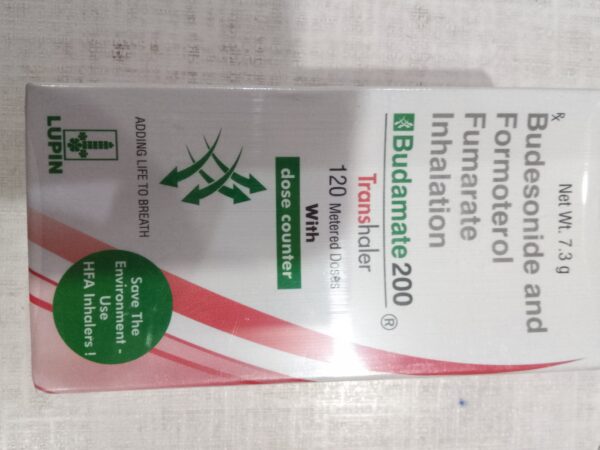 Net Wt. 7.3 g
℞
Budesonide and
Formoterol
Fumarate
Inhalation
Budamate 200 ®
Transhaler
120 Metered Doses
With
dose counter
ADDING LIFE TO BREATH
LUPIN
Save The
Environment -
Use
HFA Inhalers !